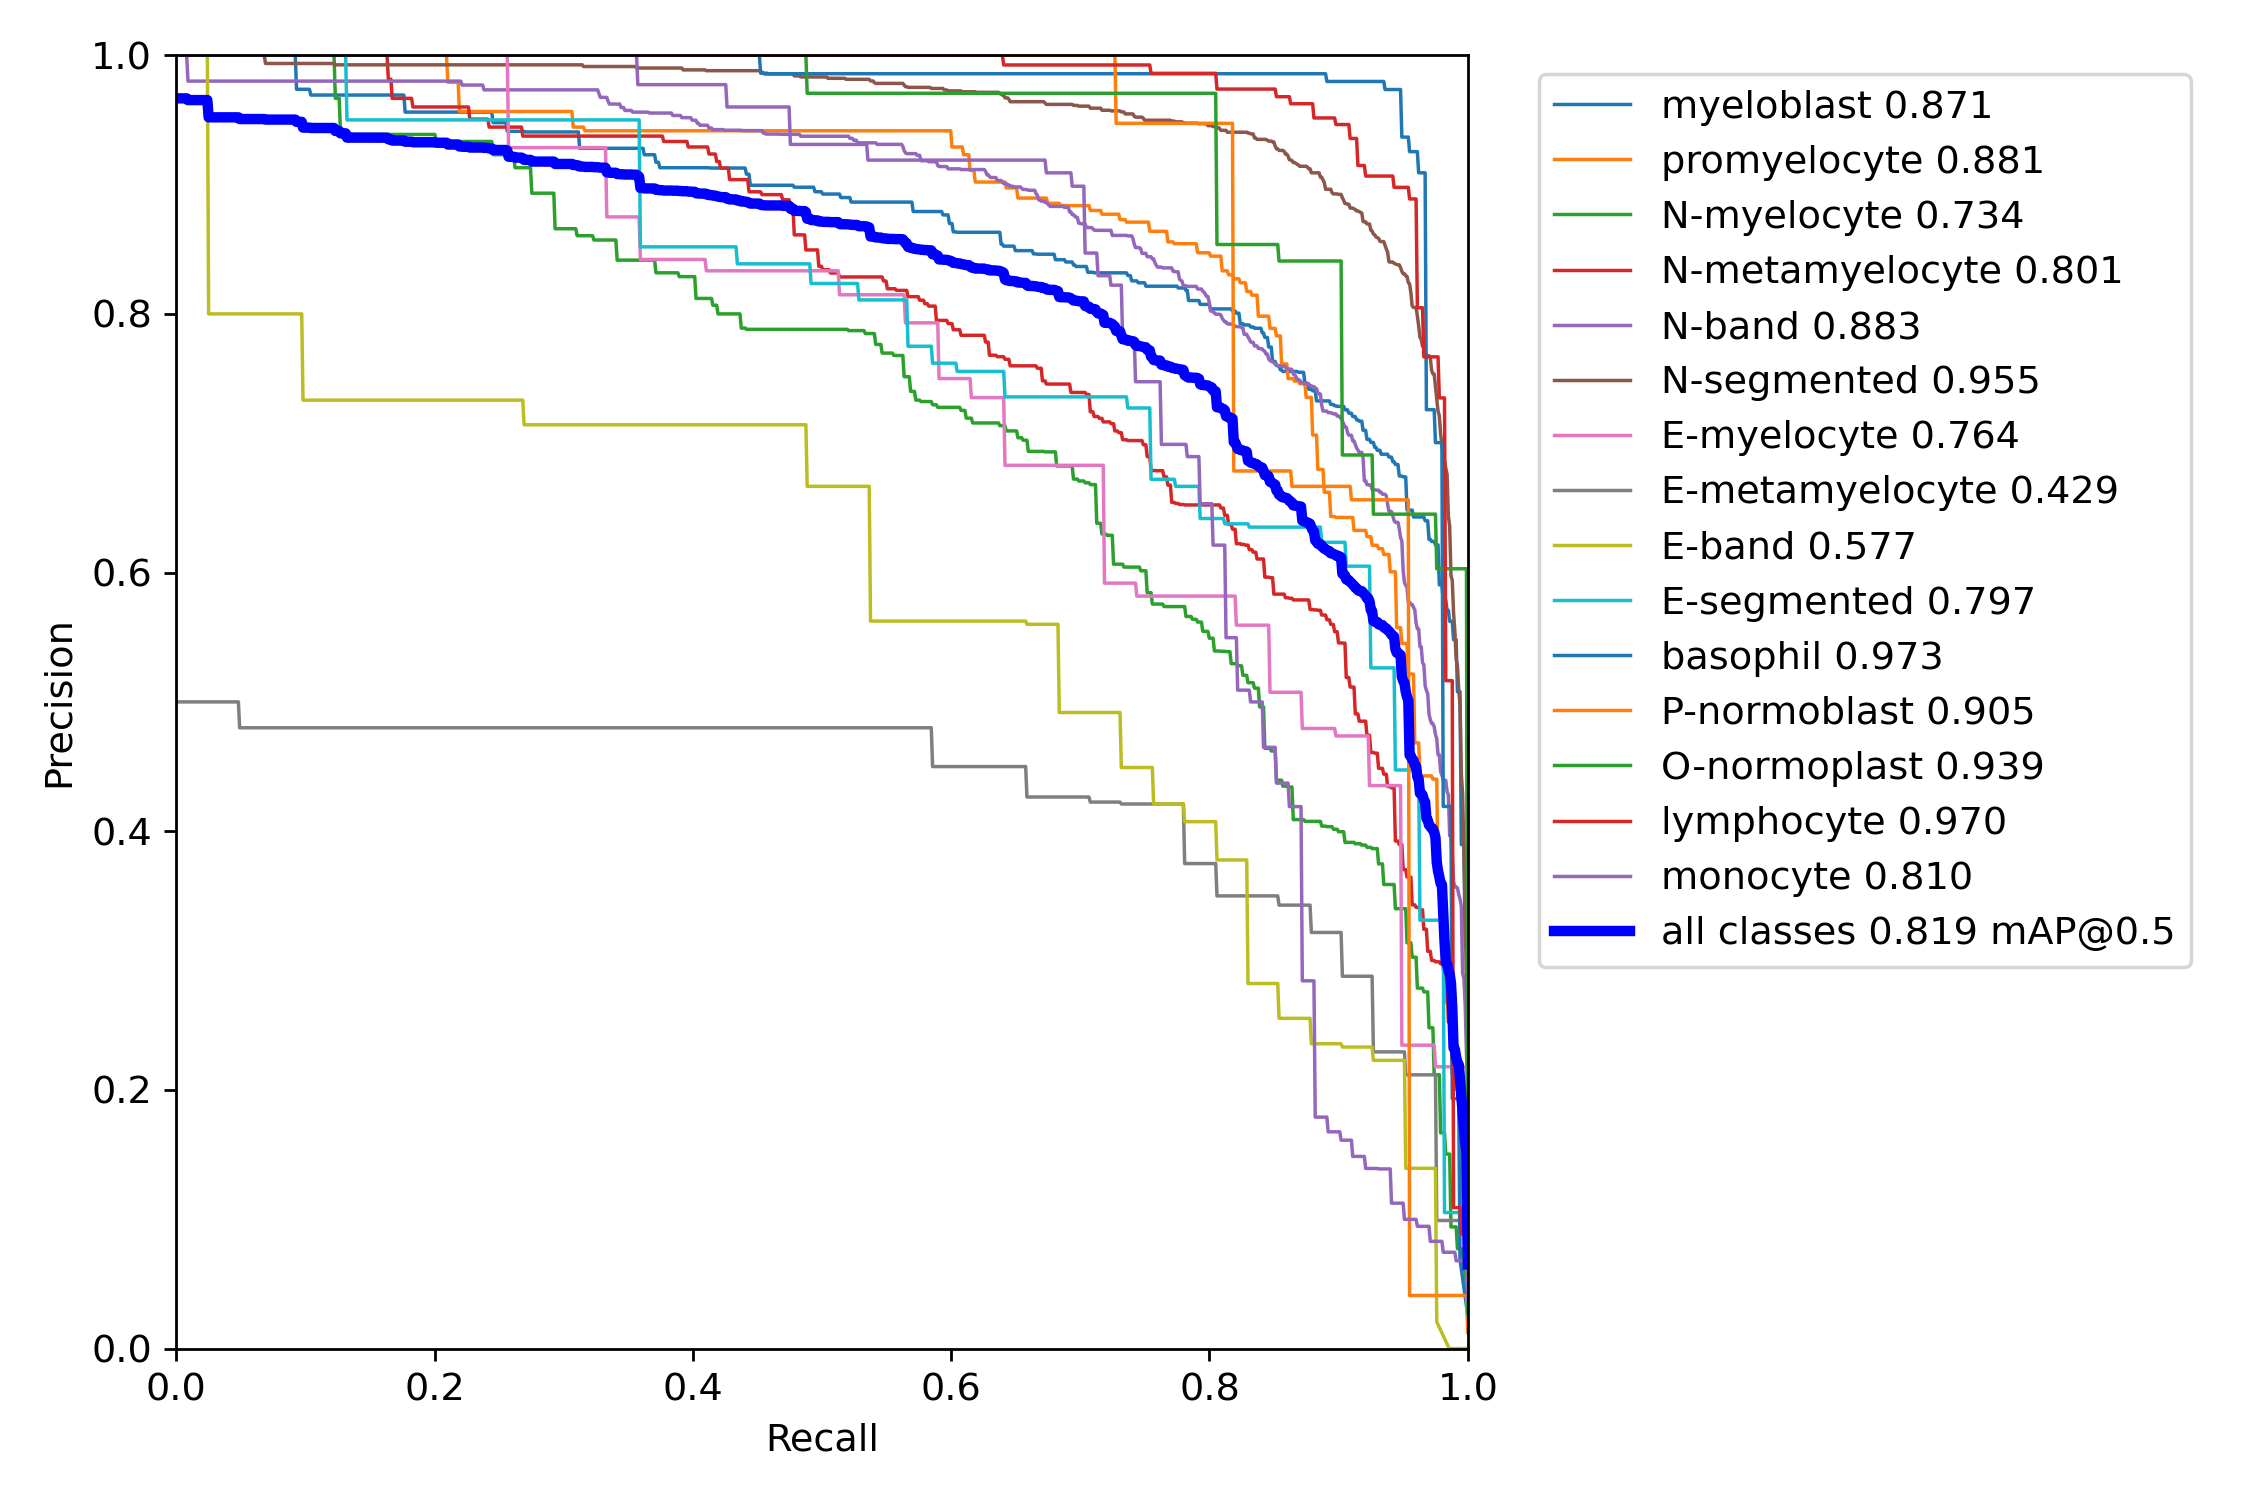 1.0
0.8
0.6
0.4
0.2
0.0
Precision
0.0 0.2 0.4 0.6 0.8 1.0
Recall
myeloblast 0.871
promyelocyte 0.881
N-myelocyte 0.734
N-metamyelocyte 0.801
N-band 0.883
N-segmented 0.955
E-myelocyte 0.764
E-metamyelocyte 0.429
E-band 0.577
E-segmented 0.797
basophil 0.973
P-normoblast 0.905
O-normoplast 0.939
lymphocyte 0.970
monocyte 0.810
all classes 0.819 mAP@0.5